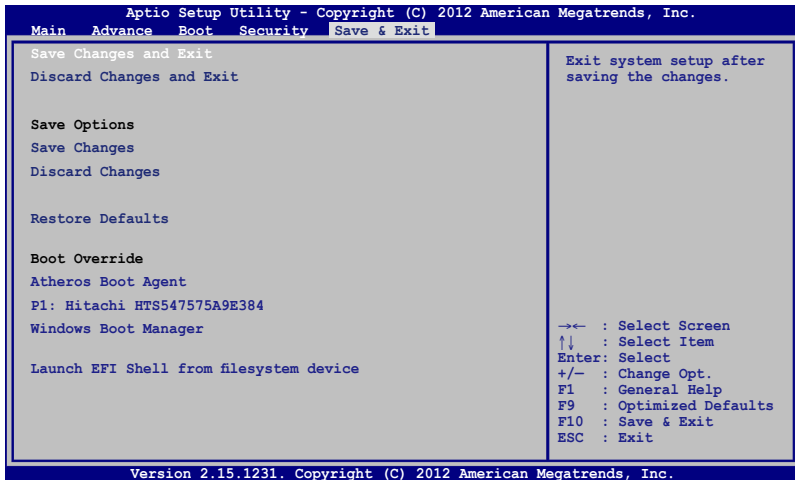 Aptio Setup Utility - Copyright (C) 2012 American Megatrends, Inc.
Main Advance Boot Security Save & Exit
Save Changes and Exit
Discard Changes and Exit
Save Options
Save Changes
Discard Changes
Restore Defaults
Boot Override
Atheros Boot Agent
P1: Hitachi HTS547575A9E384
Windows Boot Manager
Launch EFI Shell from filesystem device
Exit system setup after
saving the changes.
→← : Select Screen
↑↓ : Select Item
Enter: Select
+/— : Change Opt.
F1 : General Help
F9 : Optimized Defaults
F10 : Save & Exit
ESC : Exit
Version 2.15.1231. Copyright (C) 2012 American Megatrends, Inc.